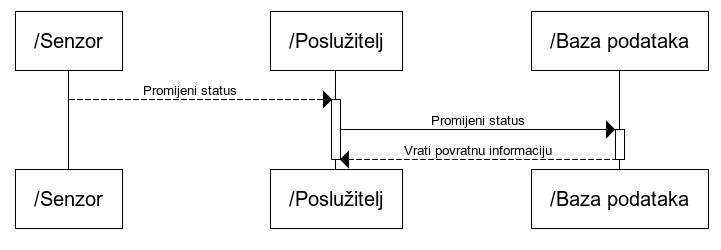 /Senzor
/Poslužitelj
/Baza podataka
Promijeni status
Promijeni status
Vrati povratnu informaciju
/Senzor
/Poslužitelj
/Baza podataka